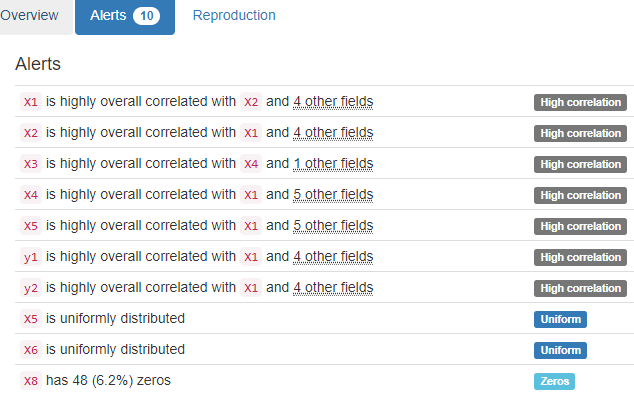 Overview Alerts 10 Reproduction
Alerts
X1 is highly overall correlated with X2 and 4 other fields High correlation
X2 is highly overall correlated with X1 and 4 other fields High correlation
X3 is highly overall correlated with X4 and 1 other fields High correlation
X4 is highly overall correlated with X1 and 5 other fields High correlation
X5 is highly overall correlated with X1 and 5 other fields High correlation
y1 is highly overall correlated with X1 and 4 other fields High correlation
y2 is highly overall correlated with X1 and 4 other fields High correlation
X5 is uniformly distributed Uniform
X6 is uniformly distributed Uniform
X8 has 48 (6.2%) zeros Zeros